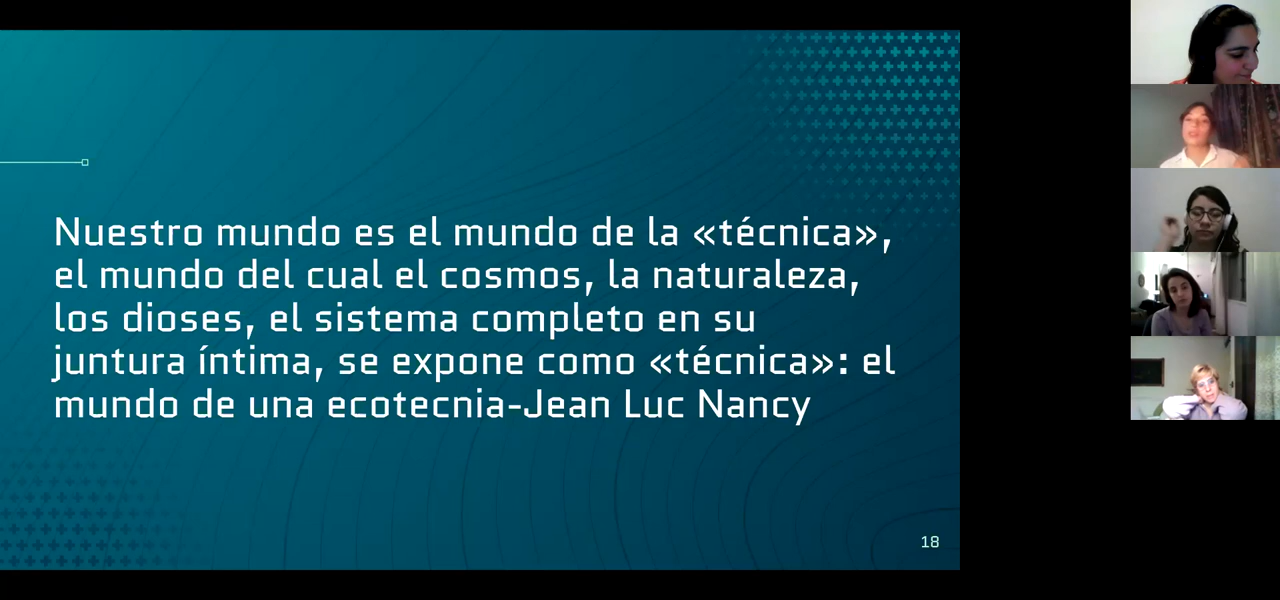 Nuestro mundo es el mundo de la «técnica»,
el mundo del cual el cosmos, la naturaleza,
los dioses, el sistema completo en su
juntura íntima, se expone como «técnica»: el
mundo de una ecotecnia-Jean Luc Nancy
18